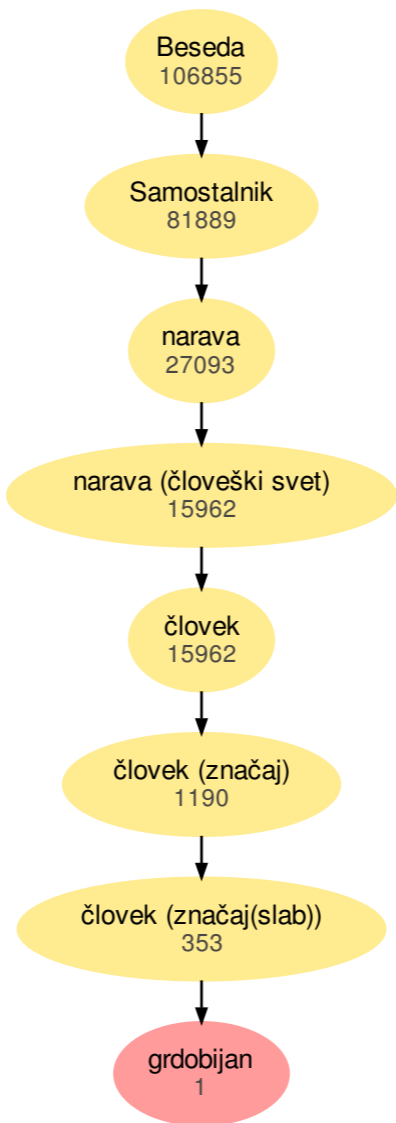 Beseda
106855
Samostalnik
81889
narava
27093
narava (človeški svet)
15962
človek
15962
človek (značaj)
1190
človek (značaj(slab))
353
grdobijan
1